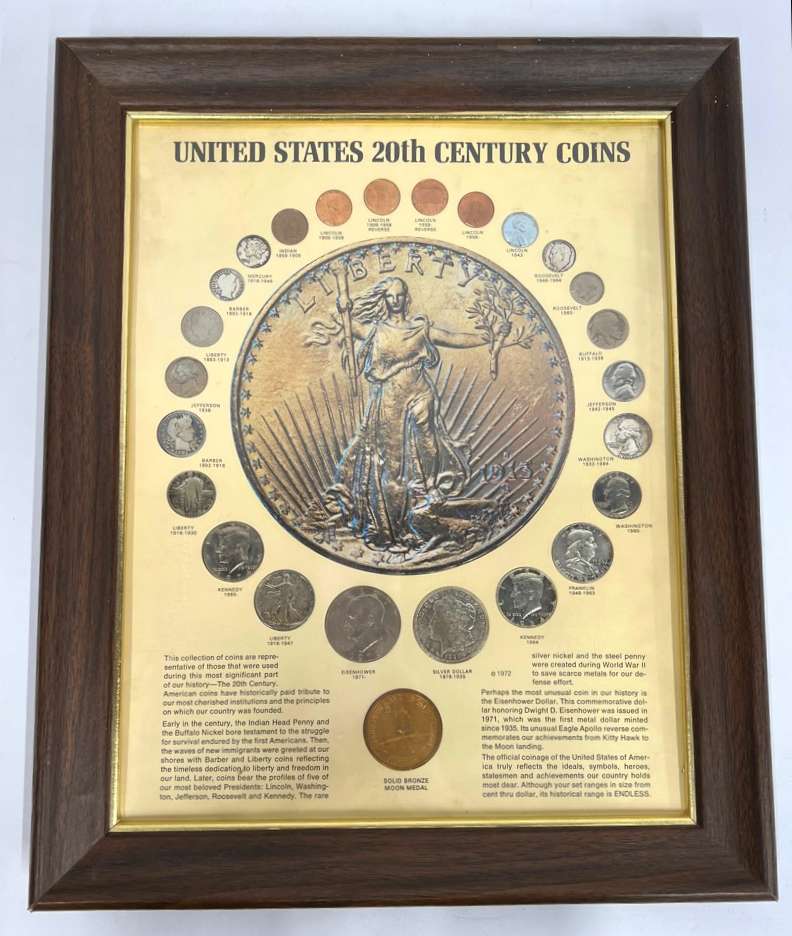 UNITED STATES 20th CENTURY COINS
LINCOLN
1909-1958
REVERSE
LINCOLN
1959
REVERSE
LINCOLN
1909-1958
LINCOLN
1959
INDIAN
1859-1909
LINCOLN
1943
MERCURY
1916-1945
ROOSEVELT
1946-1964
BARBER
1892-1916
ROOSEVELT
1965
LIBERTY
1883-1913
BUFFALO
1913-1938
JEFFERSON
1938
JEFFERSON
1942-1945
BARBER
1892-1916
WASHINGTON
1932-1964
LIBERTY
1916-1930
WASHINGTON
1965
KENNEDY
1965
FRANKLIN
1948-1963
LIBERTY
1916-1947
KENNEDY
1964
EISENHOWER
1971-
SILVER DOLLAR
1878-1935
LIBERTY
1913
© 1972
This collection of coins are repre-
sentative of those that were used
during this most significant part
of our history—The 20th Century.
American coins have historically paid tribute to
our most cherished institutions and the principles
on which our country was founded.
Early in the century, the Indian Head Penny and
the Buffalo Nickel bore testament to the struggle
for survival endured by the first Americans. Then,
the waves of new immigrants were greeted at our
shores with Barber and Liberty coins reflecting
the timeless dedication to liberty and freedom in
our land. Later, coins bear the profiles of five of
our most beloved Presidents: Lincoln, Washing-
ton, Jefferson, Roosevelt and Kennedy. The rare
silver nickel and the steel penny
were created during World War II
to save scarce metals for our de-
fense effort.
Perhaps the most unusual coin in our history is
the Eisenhower Dollar. This commemorative dol-
lar honoring Dwight D. Eisenhower was issued in
1971, which was the first metal dollar minted
since 1935. Its unusual Eagle Apollo reverse com-
memorates our achievements from Kitty Hawk to
the Moon landing.
The official coinage of the United States of Amer-
ica truly reflects the ideals, symbols, heroes,
statesmen and achievements our country holds
most dear. Although your set ranges in size from
cent thru dollar, its historical range is ENDLESS.
SOLID BRONZE
MOON MEDAL